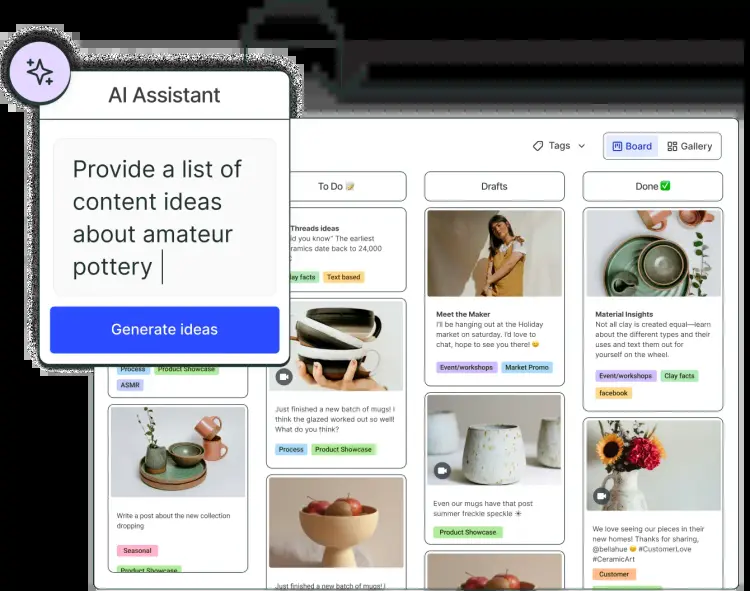 AI Assistant
Provide a list of
content ideas
about amateur
pottery
Generate ideas
Tags
Board
Gallery
To Do
Drafts
Done
Process
Product Showcase
ASMR
Write a post about the new collection
dropping
Seasonal
Product Showcase
Threads ideas
id you know" The earliest
ramics date back to 24,000
lay facts
Text based
Just finished a new batch of mugs! I
think the glazed worked out so well!
What do you think?
Process
Product Showcase
Just finished a new batch of mugs! I
Meet the Maker
I'll be hanging out at the Holiday
market on saturday. I'd love to
chat, hope to see you there! 😊
Event/workshops
Market Promo
Even our mugs have that post
summer freckle speckle ☀
Product Showcase
Material Insights
Not all clay is created equal—learn
about the different types and their
uses and text them out for
yourself on the wheel.
Event/workshops
Clay facts
facebook
We love seeing our pieces in their
new homes! Thanks for sharing,
@bellahue 😊 #CustomerLove
#CeramicArt
Customer